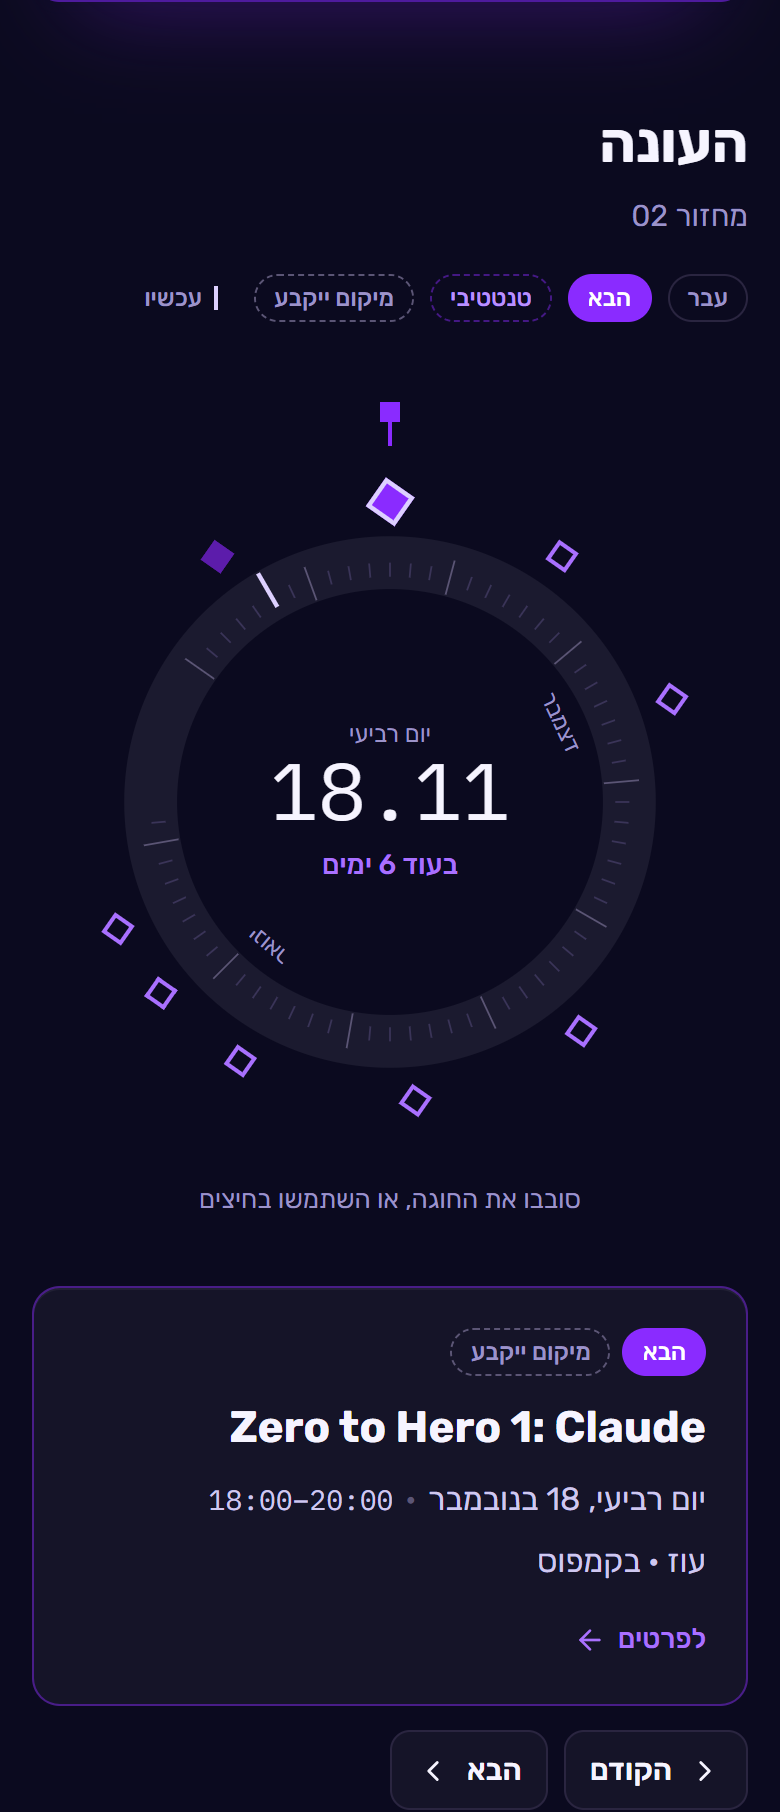 העונה
מחזור 02
עבר
הבא
טנטטיבי
מיקום ייקבע
עכשיו
דצמבר
יום רביעי
18.11
בעוד 6 ימים
ינואר
סובבו את החוגה, או השתמשו בחיצים
הבא
מיקום ייקבע
Zero to Hero 1: Claude
יום רביעי, 18 בנובמבר • 18:00–20:00
עוז • בקמפוס
לפרטים ←
הקודם
הבא